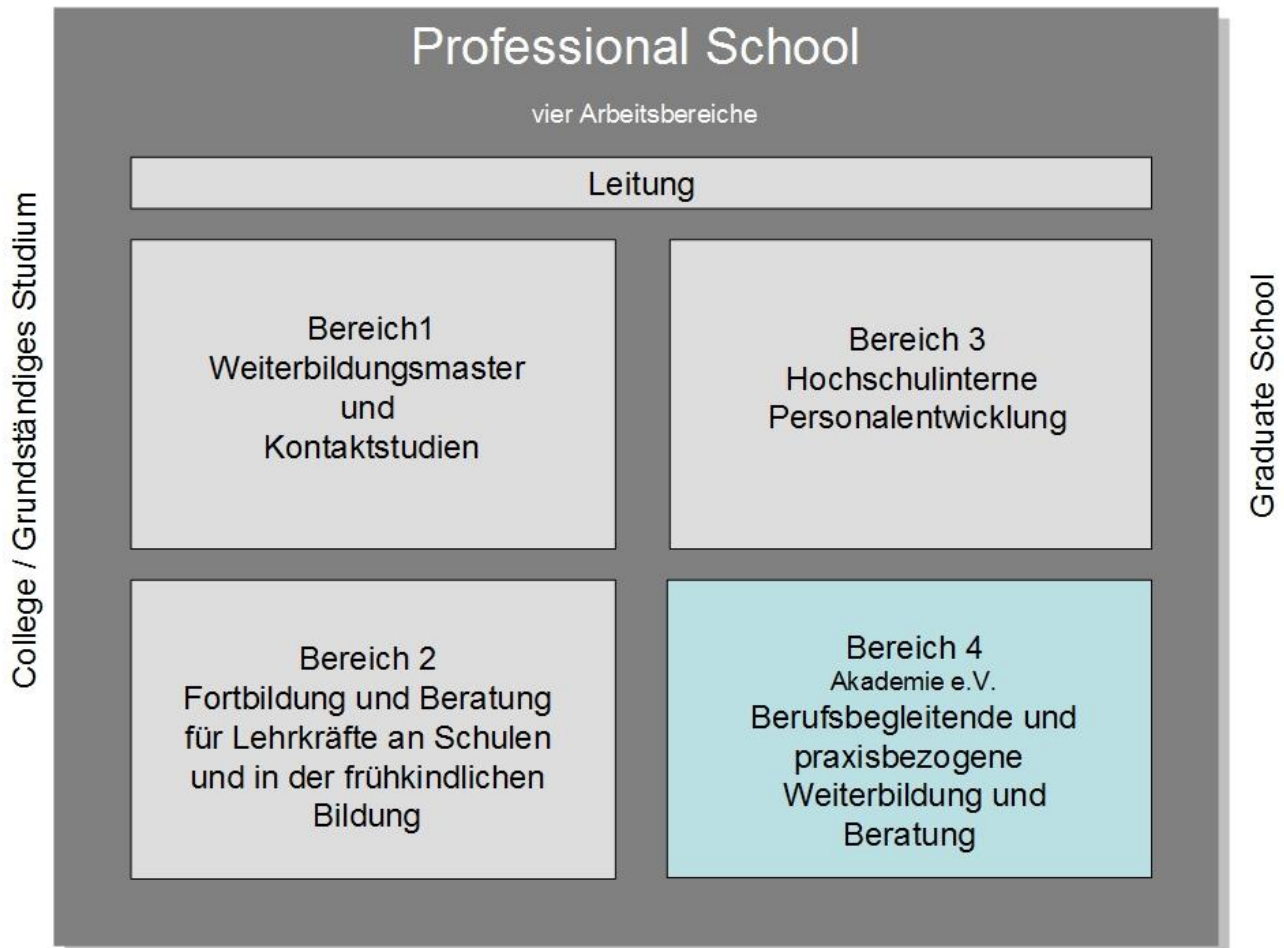 Professional School
vier Arbeitsbereiche
Leitung
College / Grundständiges Studium
Bereich1
Weiterbildungsmaster
und
Kontaktstudien
Bereich 2
Fortbildung und Beratung
für Lehrkräfte an Schulen
und in der frühkindlichen
Bildung
Bereich 3
Hochschulinterne
Personalentwicklung
Bereich 4
Akademie e.V.
Berufsbegleitende und
praxisbezogene
Weiterbildung und
Beratung
Graduate School